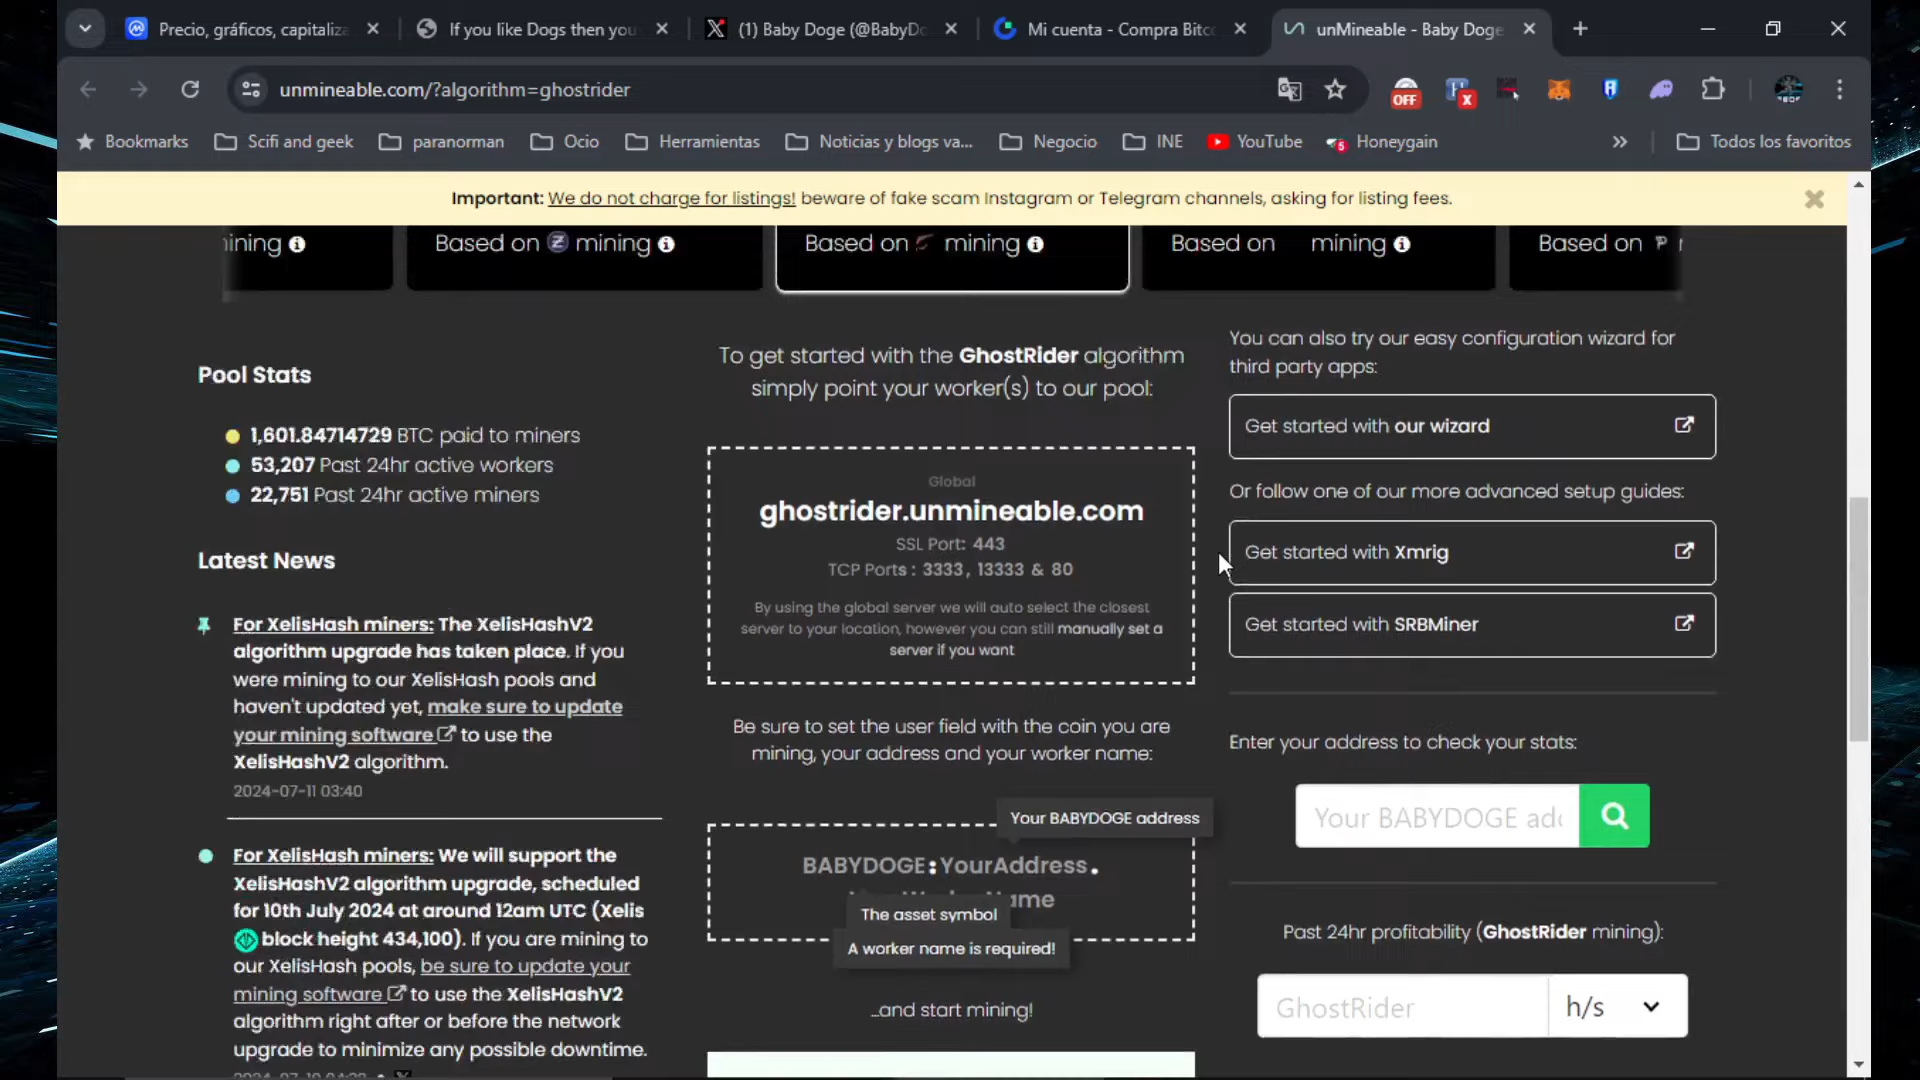 Precio, gráficos, capitaliza
If you like Dogs then you
(1) Baby Doge (@BabyDo
Mi cuenta - Compra Bitc
unMineable - Baby Doge
unmineable.com/?algorithm=ghostrider
OFF
Bookmarks
Scifi and geek
paranorman
Ocio
Herramientas
Noticias y blogs va...
Negocio
INE
YouTube
5
Honeygain
Todos los favoritos
Important: We do not charge for listings! beware of fake scam Instagram or Telegram channels, asking for listing fees.
ining
Based on mining
Based on mining
Based on mining
Based on
Pool Stats
1,601.84714729 BTC paid to miners
53,207 Past 24hr active workers
22,751 Past 24hr active miners
Latest News
For XelisHash miners: The XelisHashV2
algorithm upgrade has taken place. If you
were mining to our XelisHash pools and
haven't updated yet, make sure to update
your mining software to use the
XelisHashV2 algorithm.
2024-07-11 03:40
For XelisHash miners: We will support the
XelisHashV2 algorithm upgrade, scheduled
for 10th July 2024 at around 12am UTC (Xelis
block height 434,100). If you are mining to
our XelisHash pools, be sure to update your
mining software to use the XelisHashV2
algorithm right after or before the network
upgrade to minimize any possible downtime.
To get started with the GhostRider algorithm
simply point your worker(s) to our pool:
Global
ghostrider.unmineable.com
SSL Port: 443
TCP Ports : 3333, 13333 & 80
By using the global server we will auto select the closest
server to your location, however you can still manually set a
server if you want
Be sure to set the user field with the coin you are
mining, your address and your worker name:
Your BABYDOGE address
BABYDOGE:YourAddress.
ame
The asset symbol
A worker name is required!
...and start mining!
You can also try our easy configuration wizard for
third party apps:
Get started with our wizard
Or follow one of our more advanced setup guides:
Get started with Xmrig
Get started with SRBMiner
Enter your address to check your stats:
Your BABYDOGE add
Past 24hr profitability (GhostRider mining):
GhostRider
h/s